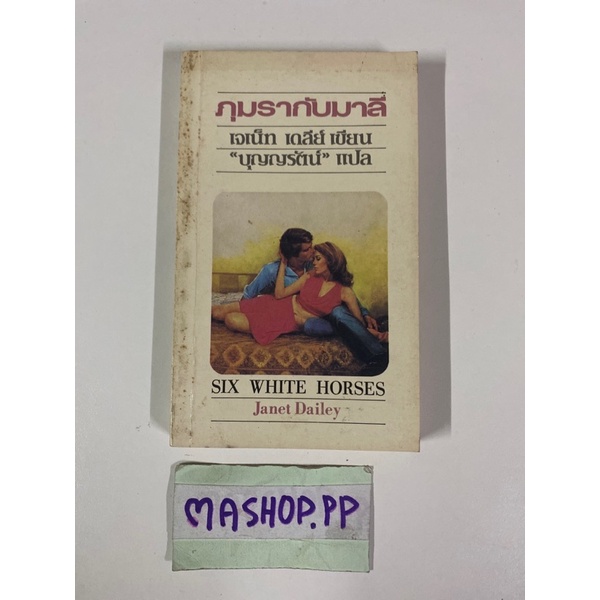 ภุมรากับมาลี
เจเน็ท เดลีย์ เขียน
“บุญญรัตน์” แปล
SIX WHITE HORSES
Janet Dailey
MASHOP.PP